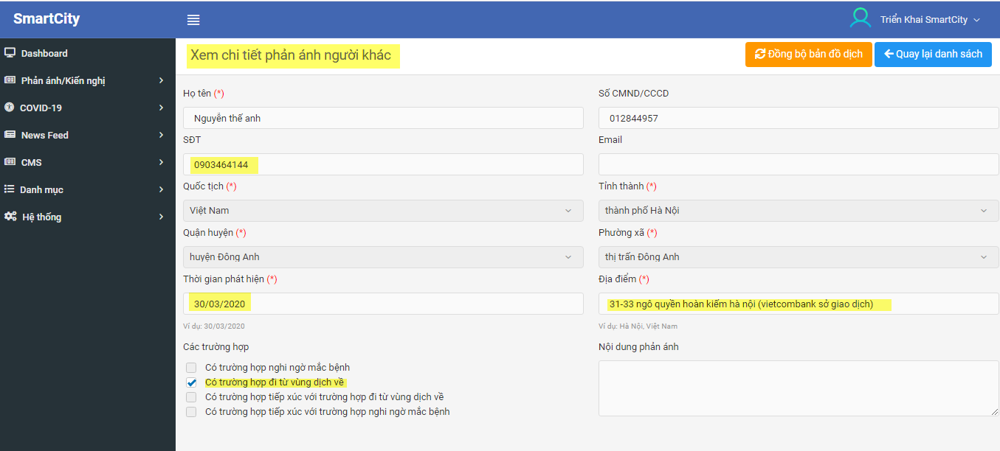 SmartCity
Triển Khai SmartCity
Dashboard
Phản ánh/Kiến nghị
COVID-19
News Feed
CMS
Danh mục
Hệ thống
Xem chi tiết phản ánh người khác
Đồng bộ bản đồ dịch
Quay lại danh sách
Họ tên (*)
Số CMND/CCCD
Nguyễn thế anh
012844957
SĐT
Email
0903464144
Quốc tịch (*)
Tỉnh thành (*)
Việt Nam
thành phố Hà Nội
Quận huyện (*)
Phường xã (*)
huyện Đông Anh
thị trấn Đông Anh
Thời gian phát hiện (*)
Địa điểm (*)
30/03/2020
31-33 ngô quyền hoàn kiếm hà nội (vietcombank sở giao dịch)
Ví dụ: 30/03/2020
Ví dụ: Hà Nội, Việt Nam
Các trường hợp
Nội dung phản ánh
Có trường hợp nghi ngờ mắc bệnh
Có trường hợp đi từ vùng dịch về
Có trường hợp tiếp xúc với trường hợp đi từ vùng dịch về
Có trường hợp tiếp xúc với trường hợp nghi ngờ mắc bệnh